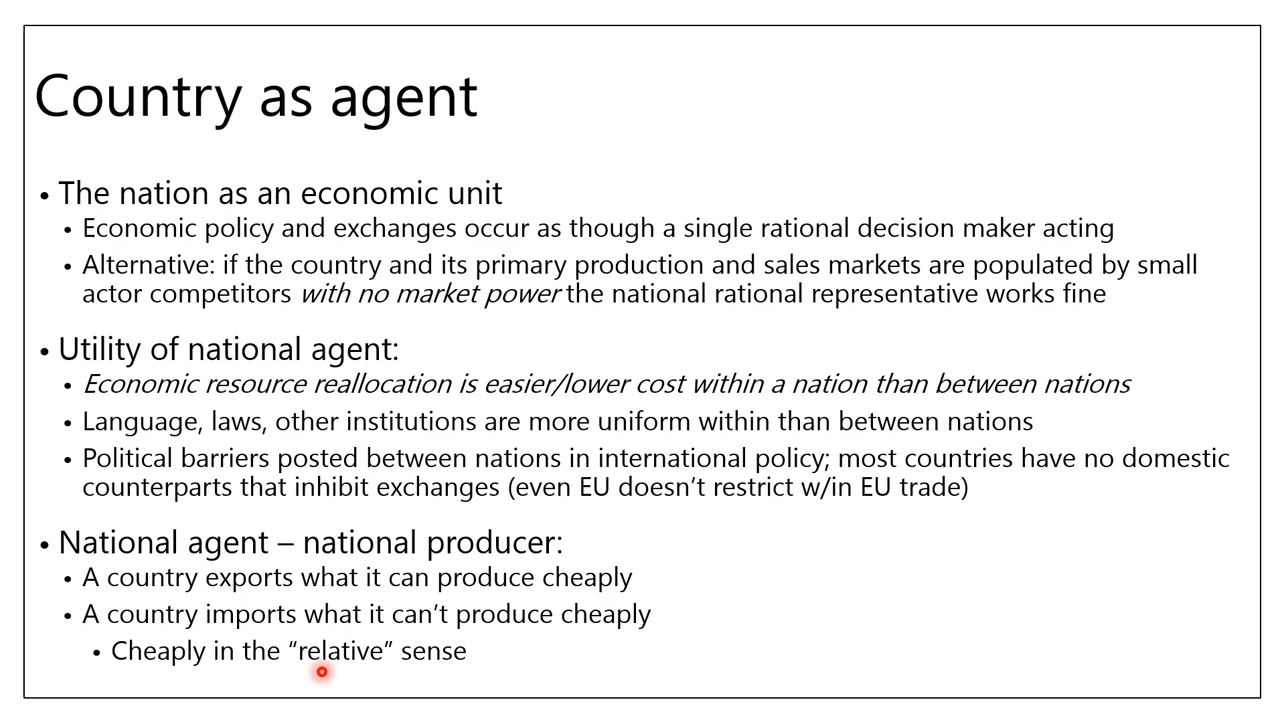 Country as agent
• The nation as an economic unit
• Economic policy and exchanges occur as though a single rational decision maker acting
• Alternative: if the country and its primary production and sales markets are populated by small
actor competitors with no market power the national rational representative works fine
• Utility of national agent:
• Economic resource reallocation is easier/lower cost within a nation than between nations
• Language, laws, other institutions are more uniform within than between nations
• Political barriers posted between nations in international policy; most countries have no domestic
counterparts that inhibit exchanges (even EU doesn’t restrict w/in EU trade)
• National agent – national producer:
• A country exports what it can produce cheaply
• A country imports what it can’t produce cheaply
• Cheaply in the “relative” sense